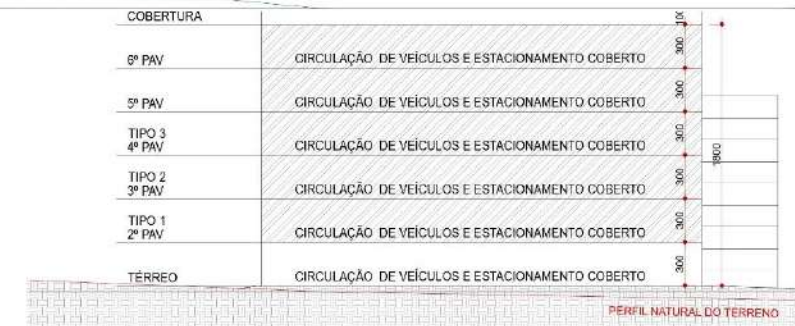 COBERTURA
100
6º PAV
CIRCULAÇÃO DE VEÍCULOS E ESTACIONAMENTO COBERTO
300
5º PAV
CIRCULAÇÃO DE VEÍCULOS E ESTACIONAMENTO COBERTO
300
TIPO 3
4º PAV
CIRCULAÇÃO DE VEÍCULOS E ESTACIONAMENTO COBERTO
300
1800
TIPO 2
3º PAV
CIRCULAÇÃO DE VEÍCULOS E ESTACIONAMENTO COBERTO
300
TIPO 1
2º PAV
CIRCULAÇÃO DE VEÍCULOS E ESTACIONAMENTO COBERTO
300
TÉRREO
CIRCULAÇÃO DE VEÍCULOS E ESTACIONAMENTO COBERTO
300
PERFIL NATURAL DO TERRENO